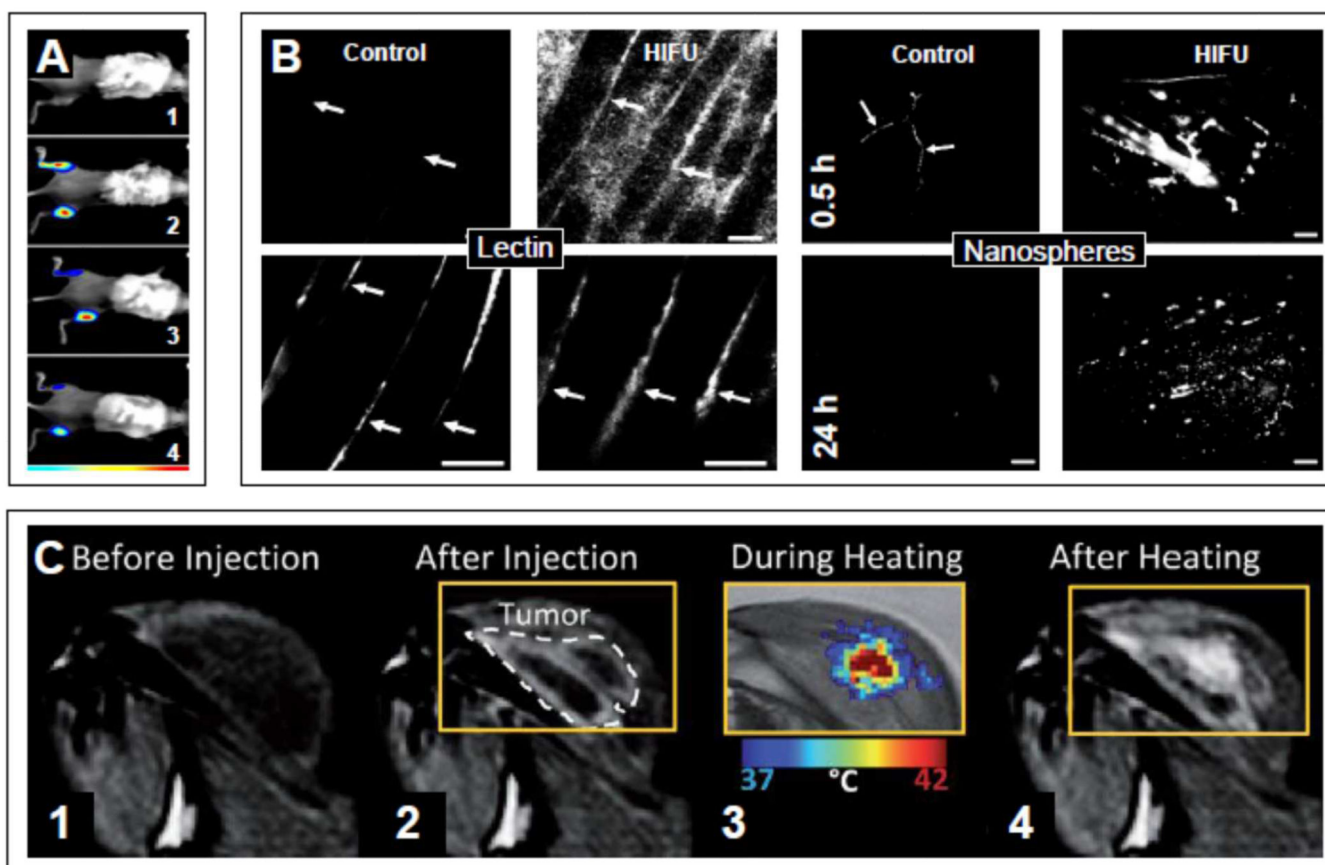 A
1
2
3
4
B
Control
HIFU
Control
HIFU
0.5 h
Lectin
Nanospheres
24 h
C
Before Injection
After Injection
During Heating
After Heating
Tumor
37
°C
42
1
2
3
4